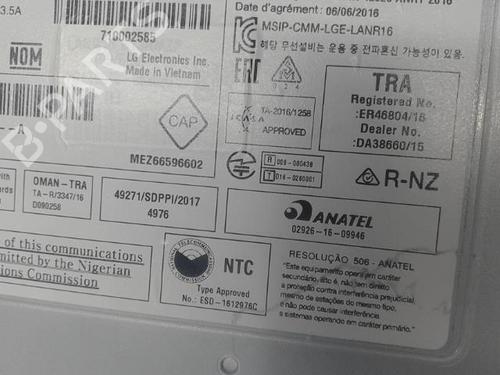 3.5A
710002585
LG Electronics Inc.
Made in Vietnam
NOM
Date d'agrément: 06/06/2016
MSIP-CMM-LGE-LANR16
해당 무선설비는 운용 중 전파혼신 가능성이 있음
EAC
024
TRA
Registered No.
:ER46804/16
Dealer No.
:DA38660/15
CAP
ICASA
TA-2016/1258
APPROVED
MEZ66596602
R
T
R-NZ
OMAN-TRA
TA-R/3347/16
D090258
49271/SDPPI/2017
4976
ANATEL
02926-16-09946
of this communications
mitted by the Nigerian
ions Commission
NTC
Type Approved
No.: ESD-1612976C
RESOLUÇÃO 506 - ANATEL
"Este equipamento opera em caráter
secundário, isto é, não tem direito
a proteção contra interferência prejudicial,
mesmo de estações do mesmo tipo,
e não pode causar interferência
a sistemas operando em caráter primário."
B-PARTS